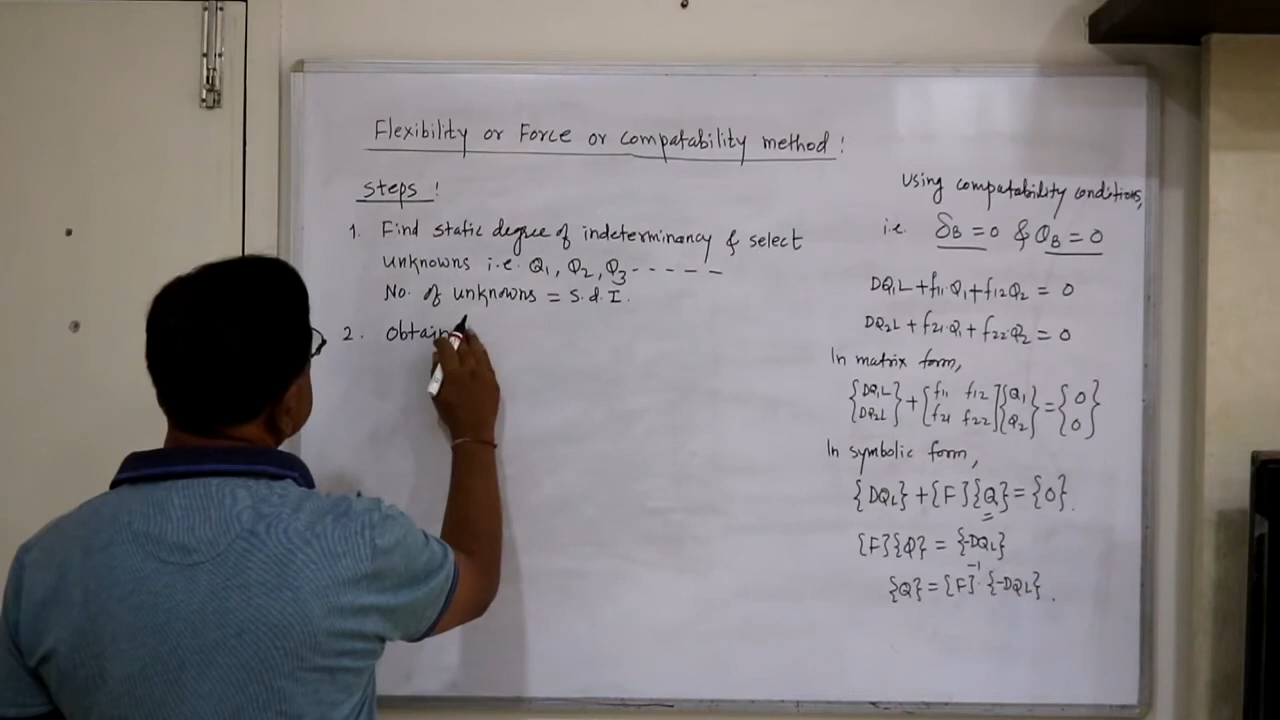 Flexibility or Force or compatability method :
Steps :
1. Find static degree of indeterminancy & select
unknowns i.e. Q1, Q2, Q3 - - - - -
No. of unknowns = S.d.I.
2. Obtain
Using compatability conditions,
i.e. δB = 0 & θB = 0
DQ1L + f11·Q1 + f12Q2 = 0
DQ2L + f21·Q1 + f22·Q2 = 0
In matrix form,
{DQ1L DQ2L} + [f11 f12 f21 f22] {Q1 Q2} = {0 0}
In symbolic form,
{DQL} + [F]{Q} = {0}.
[F]{Q} = {-DQL}
{Q} = [F]⁻¹·{-DQL}.